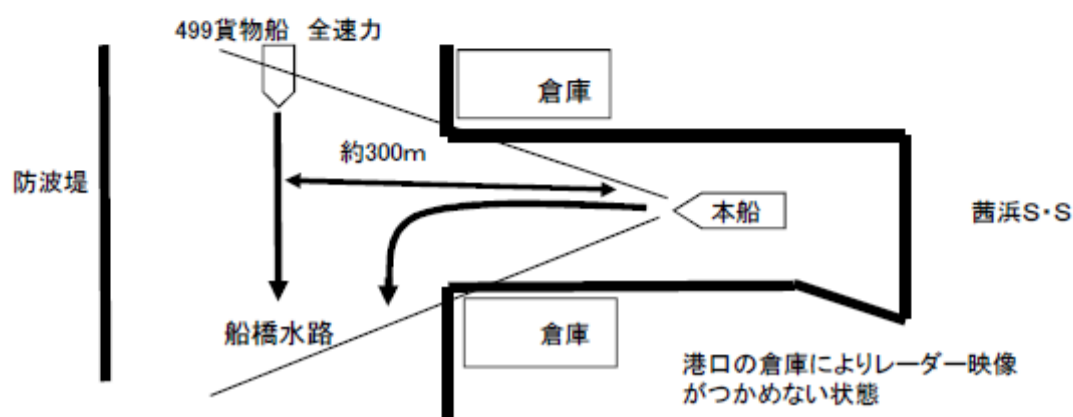 499貨物船　全速力
倉庫
約300m
防波堤
本船
茜浜S・S
船橋水路
倉庫
港口の倉庫によりレーダー映像
がつかめない状態